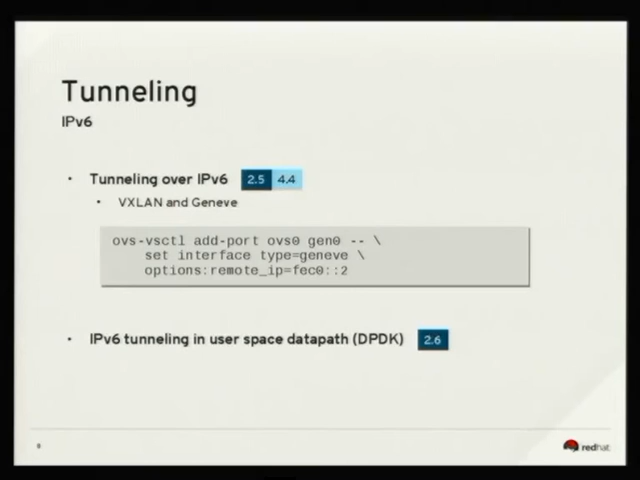 Tunneling
IPv6
• Tunneling over IPv6 2.5 4.4
• VXLAN and Geneve
ovs-vsctl add-port ovs0 gen0 -- \
set interface type=geneve \
options:remote_ip=fec0::2
• IPv6 tunneling in user space datapath (DPDK) 2.6
8
redhat